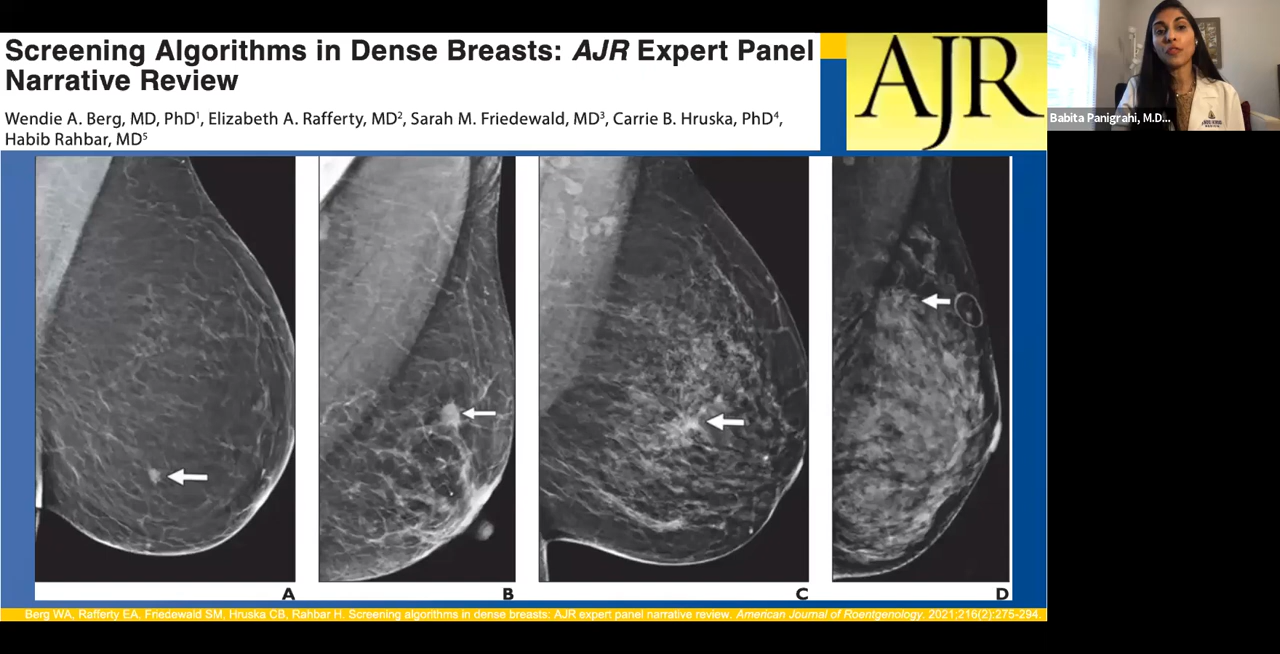 Screening Algorithms in Dense Breasts: AJR Expert Panel
Narrative Review
Wendie A. Berg, MD, PhD¹, Elizabeth A. Rafferty, MD², Sarah M. Friedewald, MD³, Carrie B. Hruska, PhD⁴,
Habib Rahbar, MD⁵
AJR
Babita Panigrahi, M.D...
A
B
C
D
Berg WA, Rafferty EA, Friedewald SM, Hruska CB, Rahbar H. Screening algorithms in dense breasts: AJR expert panel narrative review. American Journal of Roentgenology. 2021;216(2):275-294.